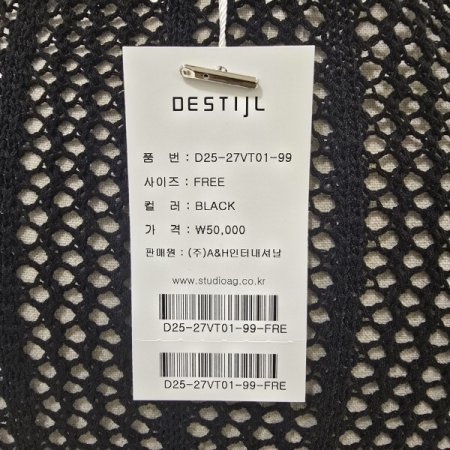 DESTIJL
품 번 : D25-27VT01-99
사이즈 : FREE
컬 러 : BLACK
가 격 : ₩50,000
판매원 : (주)A&H인터내셔날
www.studioag.co.kr
D25-27VT01-99-FRE
D25-27VT01-99-FRE